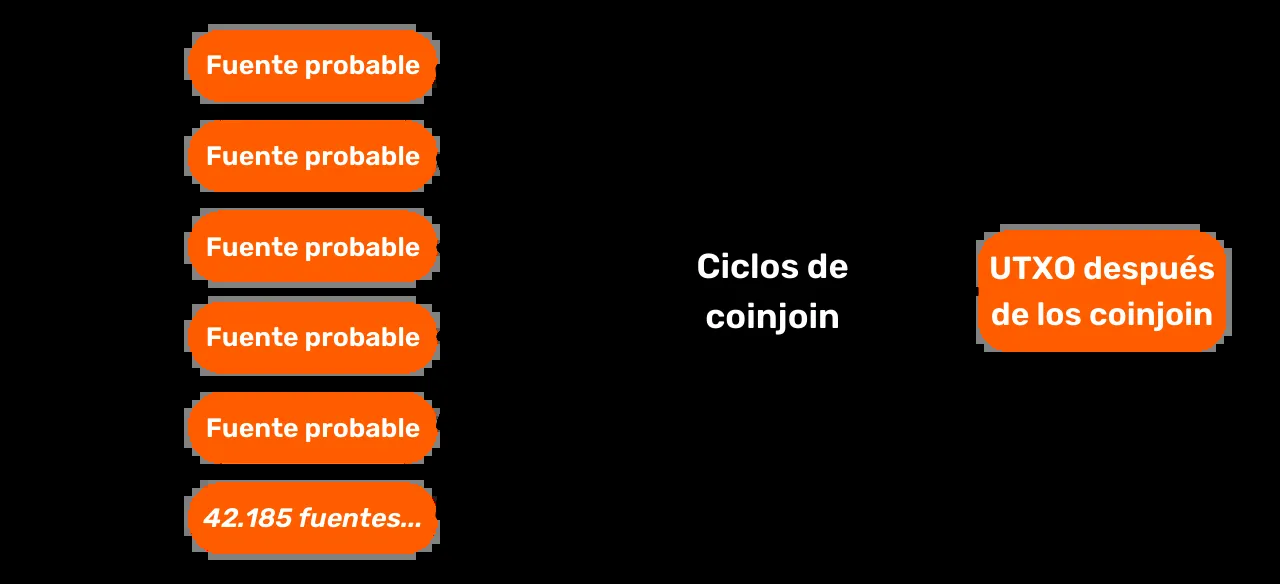 Fuente probable
Fuente probable
Fuente probable
Fuente probable
Fuente probable
42.185 fuentes...
Ciclos de
coinjoin
UTXO después
de los coinjoin